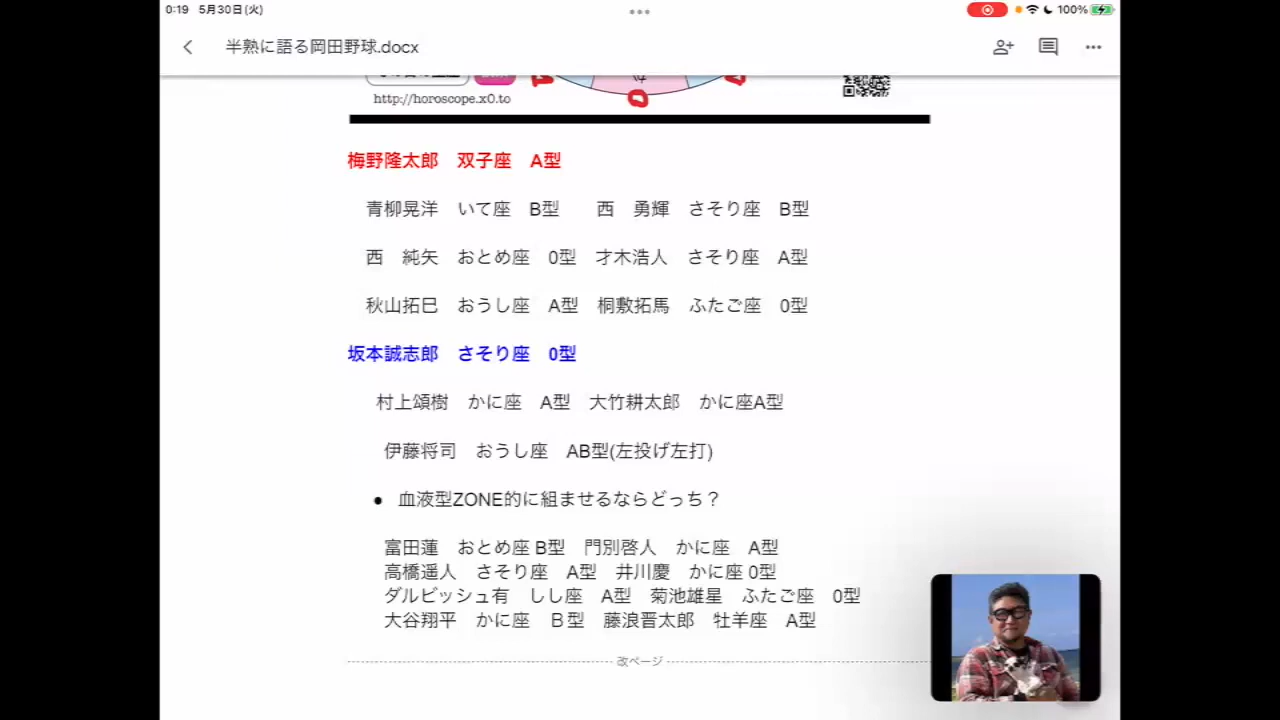 0:19 5月30日(火)
100%
半熟に語る岡田野球.docx
http://horoscope.x0.to
梅野隆太郎 双子座 A型
青柳晃洋 いて座 B型 西 勇輝 さそり座 B型
西 純矢 おとめ座 0型 才木浩人 さそり座 A型
秋山拓巳 おうし座 A型 桐敷拓馬 ふたご座 0型
坂本誠志郎 さそり座 0型
村上頌樹 かに座 A型 大竹耕太郎 かに座A型
伊藤将司 おうし座 AB型(左投げ左打)
● 血液型ZONE的に組ませるならどっち？
富田蓮 おとめ座 B型 門別啓人 かに座 A型
高橋遥人 さそり座 A型 井川慶 かに座 0型
ダルビッシュ有 しし座 A型 菊池雄星 ふたご座 0型
大谷翔平 かに座 Ｂ型 藤浪晋太郎 牡羊座 A型
改ページ